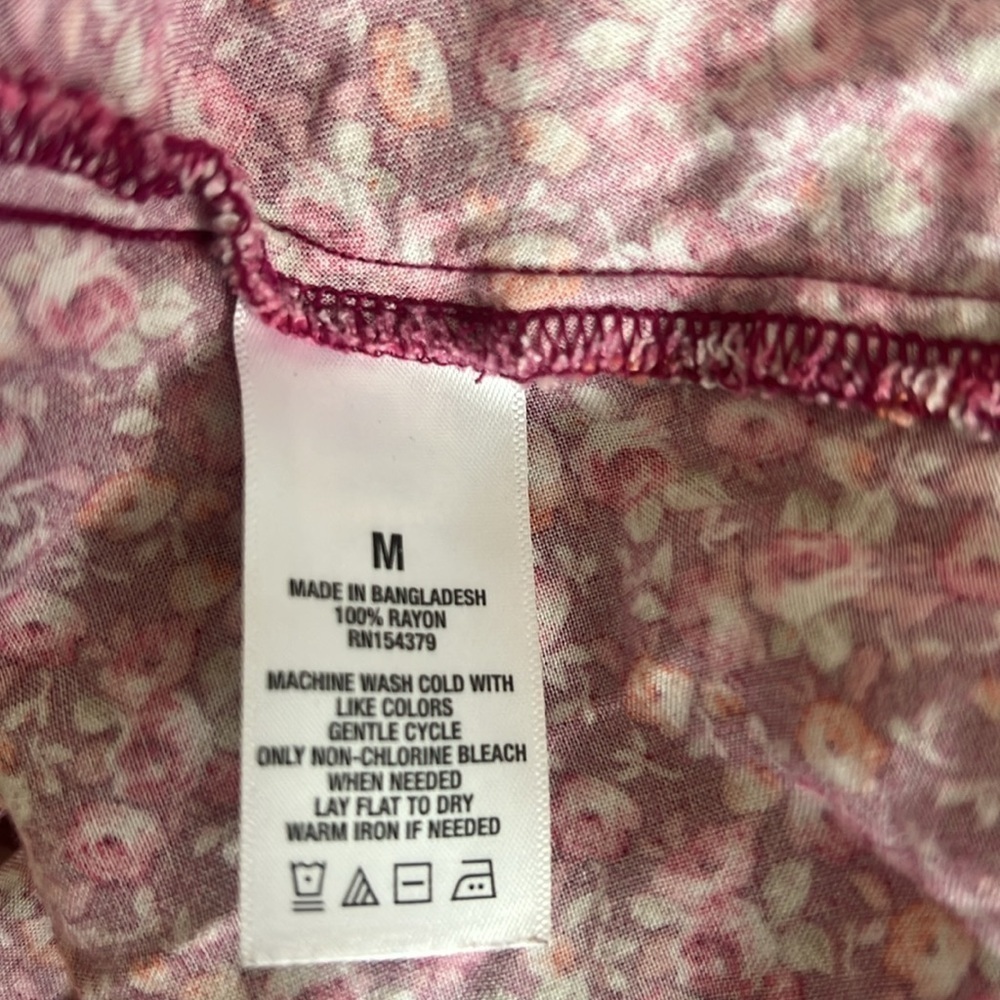 M
MADE IN BANGLADESH
100% RAYON
RN154379
MACHINE WASH COLD WITH
LIKE COLORS
GENTLE CYCLE
ONLY NON-CHLORINE BLEACH
WHEN NEEDED
LAY FLAT TO DRY
WARM IRON IF NEEDED